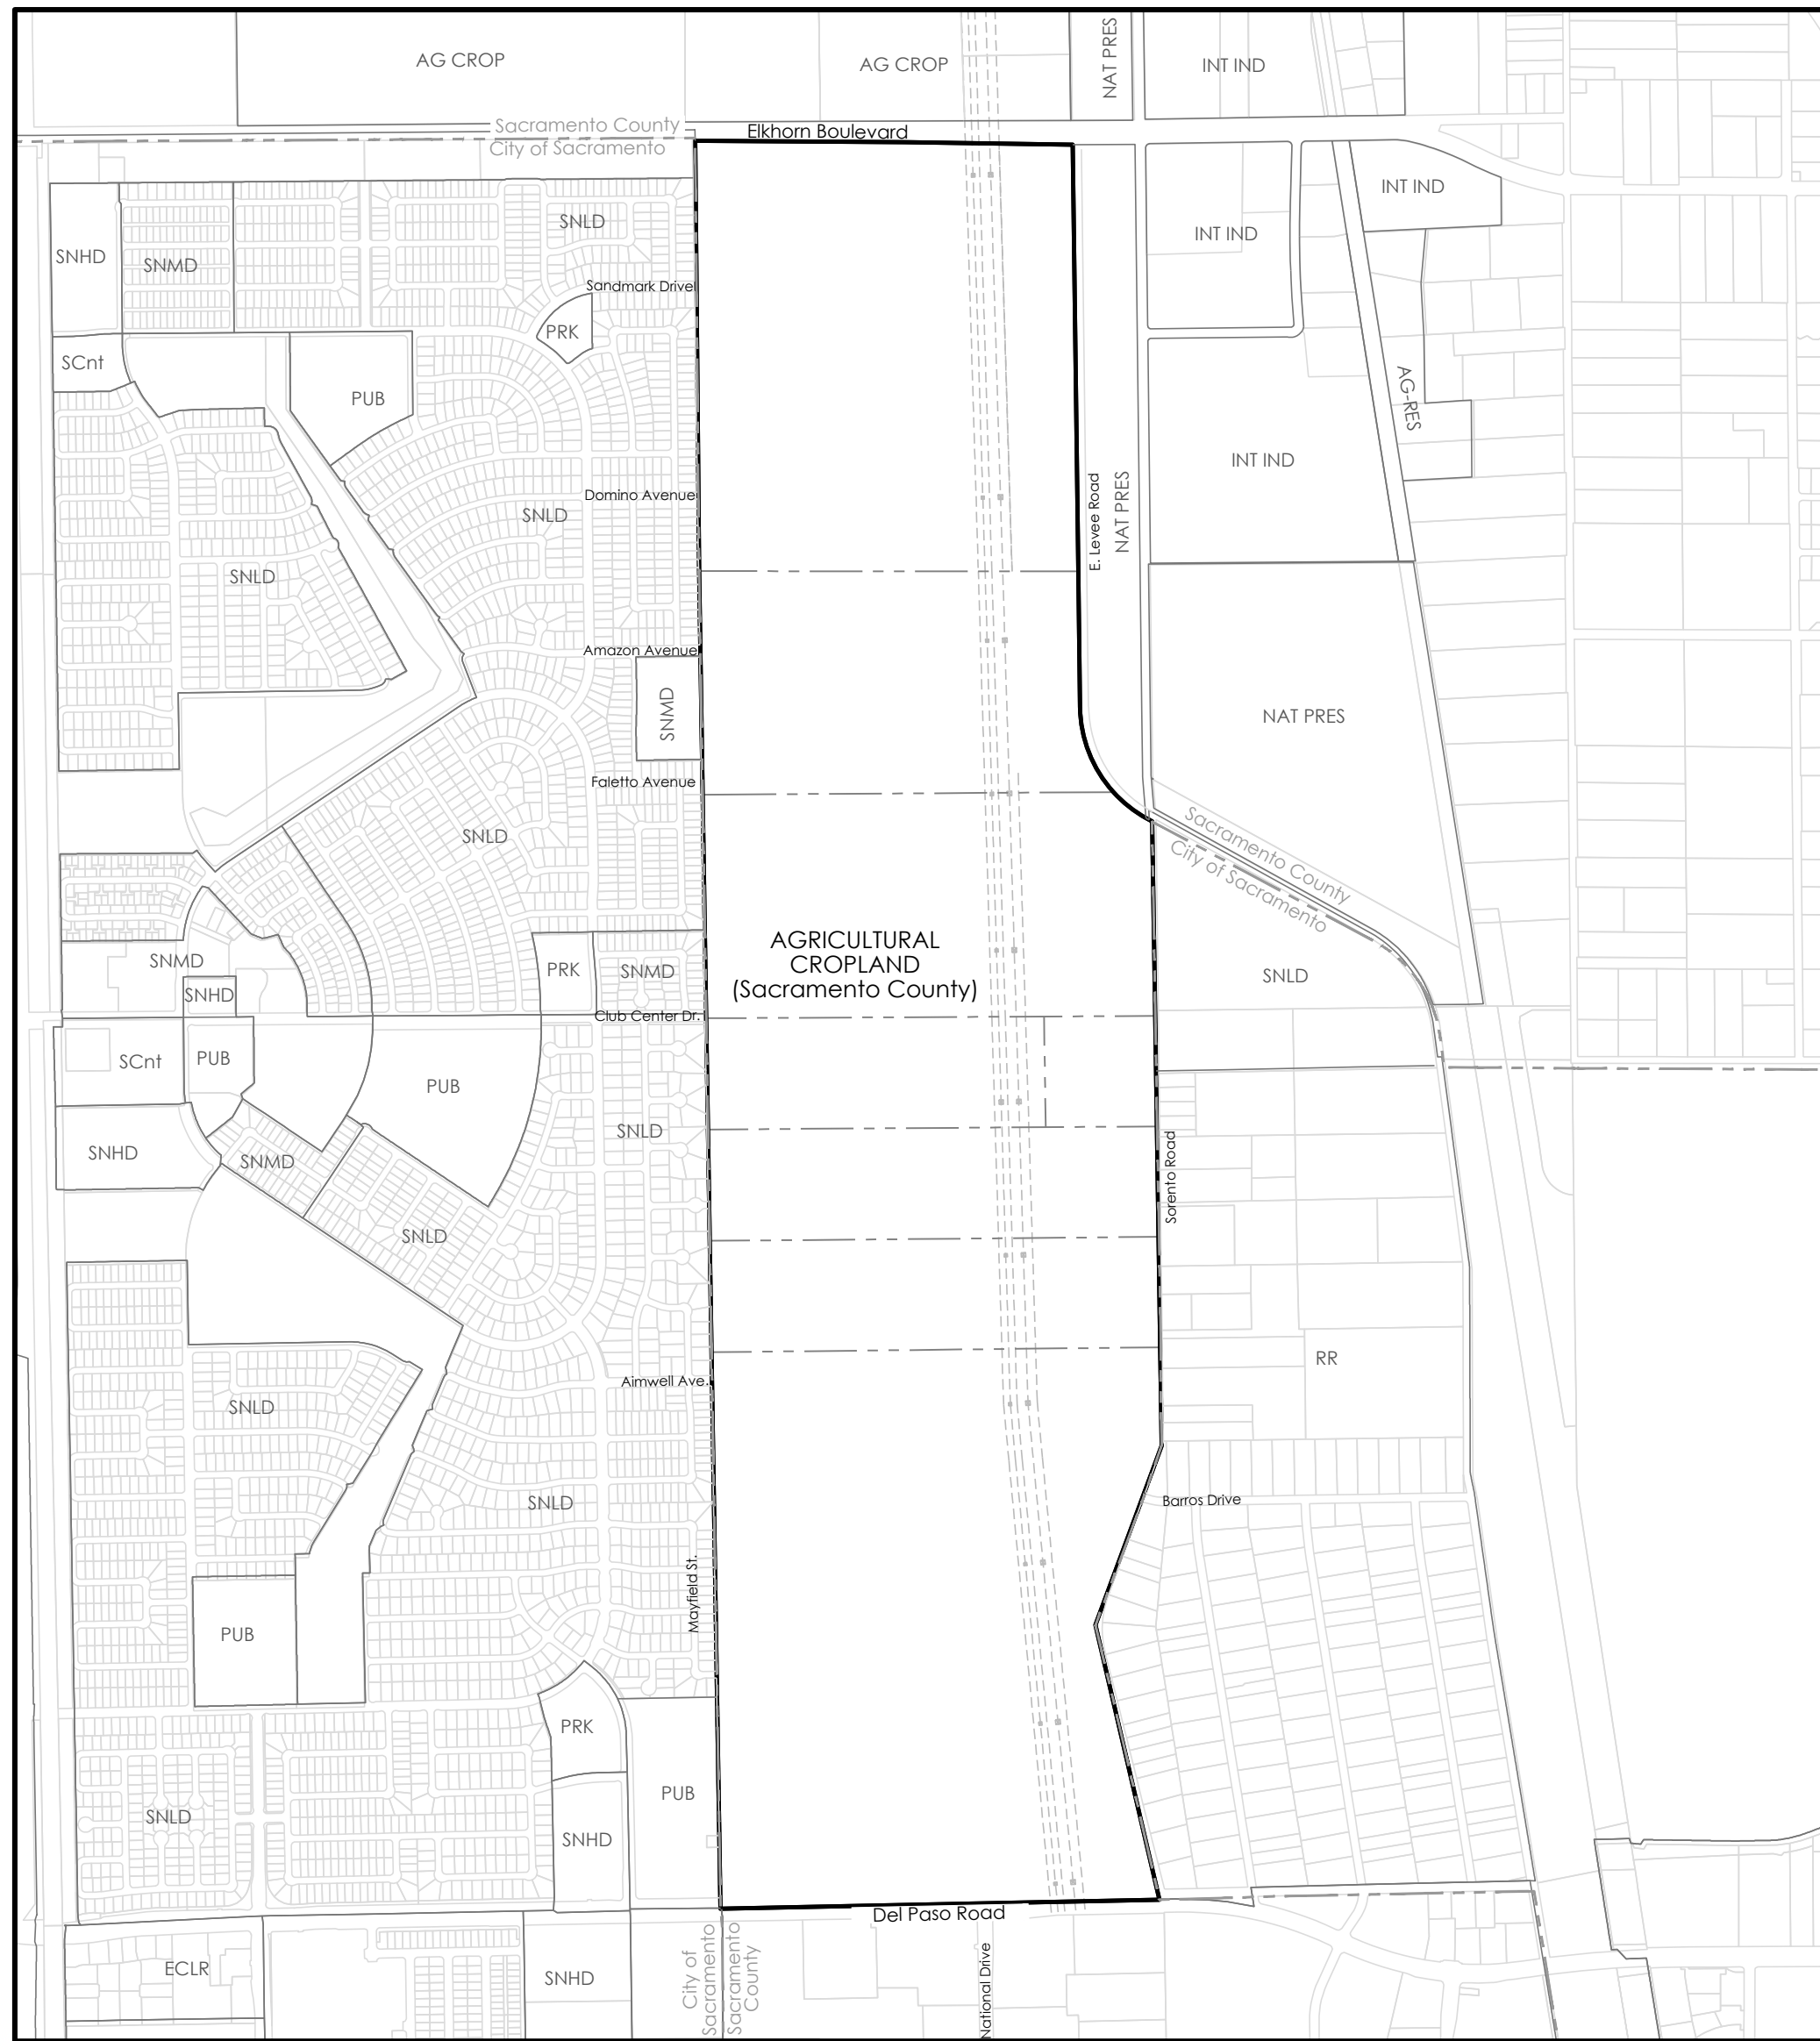 AG CROP
AG CROP
NAT PRES
INT IND
Sacramento County
City of Sacramento
Elkhorn Boulevard
SNHD
SNMD
SNLD
INT IND
INT IND
Sandmark Drive
PRK
SCnt
PUB
AG-RES
INT IND
Domino Avenue
SNLD
E. Levee Road
NAT PRES
SNLD
Amazon Avenue
SNMD
NAT PRES
Faletto Avenue
SNLD
Sacramento County
City of Sacramento
AGRICULTURAL
CROPLAND
(Sacramento County)
SNMD
PRK
SNMD
SNLD
SNHD
Club Center Dr.
SCnt
PUB
PUB
SNLD
SNHD
SNMD
Sorento Road
SNLD
RR
Aimwell Ave.
SNLD
SNLD
Barros Drive
Mayfield St.
PUB
PRK
PUB
SNLD
SNHD
Del Paso Road
ECLR
SNHD
City of
Sacramento
Sacramento
County
National Drive